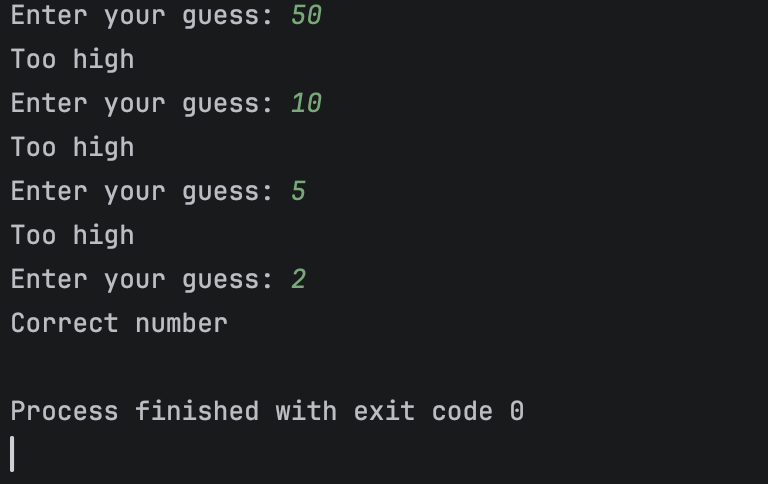 Enter your guess: 50
Too high
Enter your guess: 10
Too high
Enter your guess: 5
Too high
Enter your guess: 2
Correct number
Process finished with exit code 0